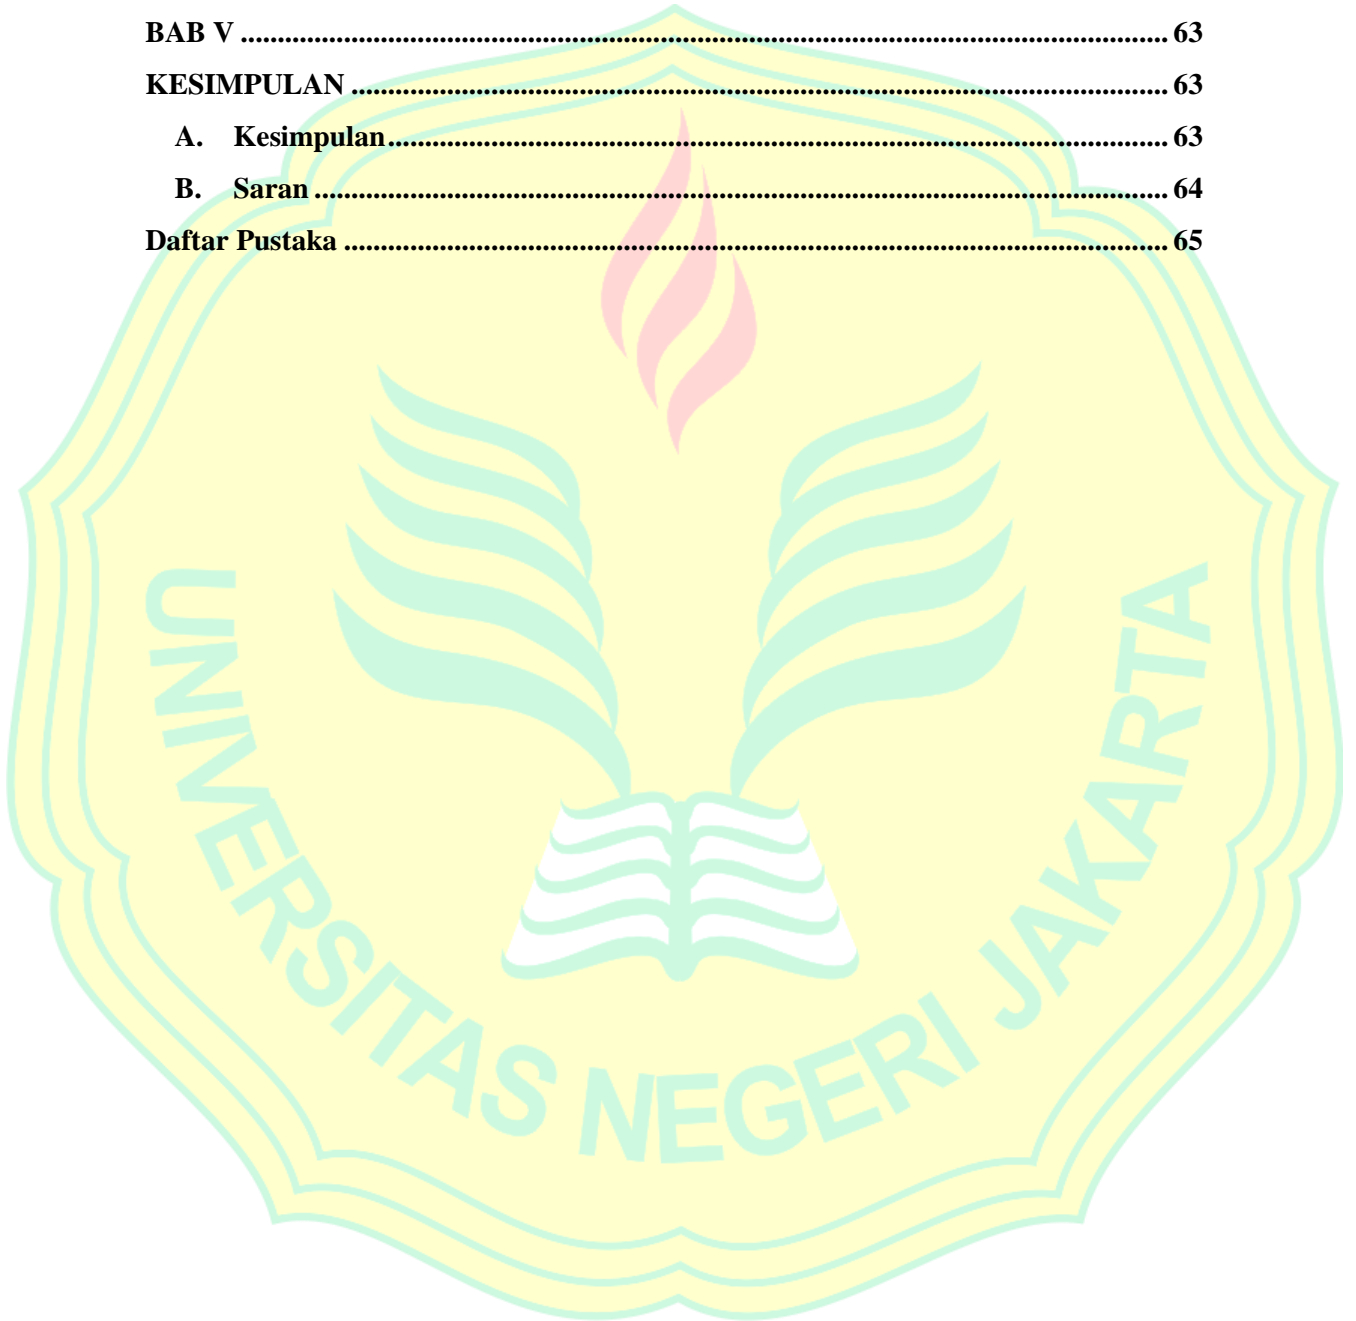 BAB V ............................................................................................................................. 63
KESIMPULAN .............................................................................................................. 63
A. Kesimpulan......................................................................................................... 63
B. Saran ................................................................................................................... 64
Daftar Pustaka ............................................................................................................... 65
UNIVERSITAS NEGERI JAKARTA